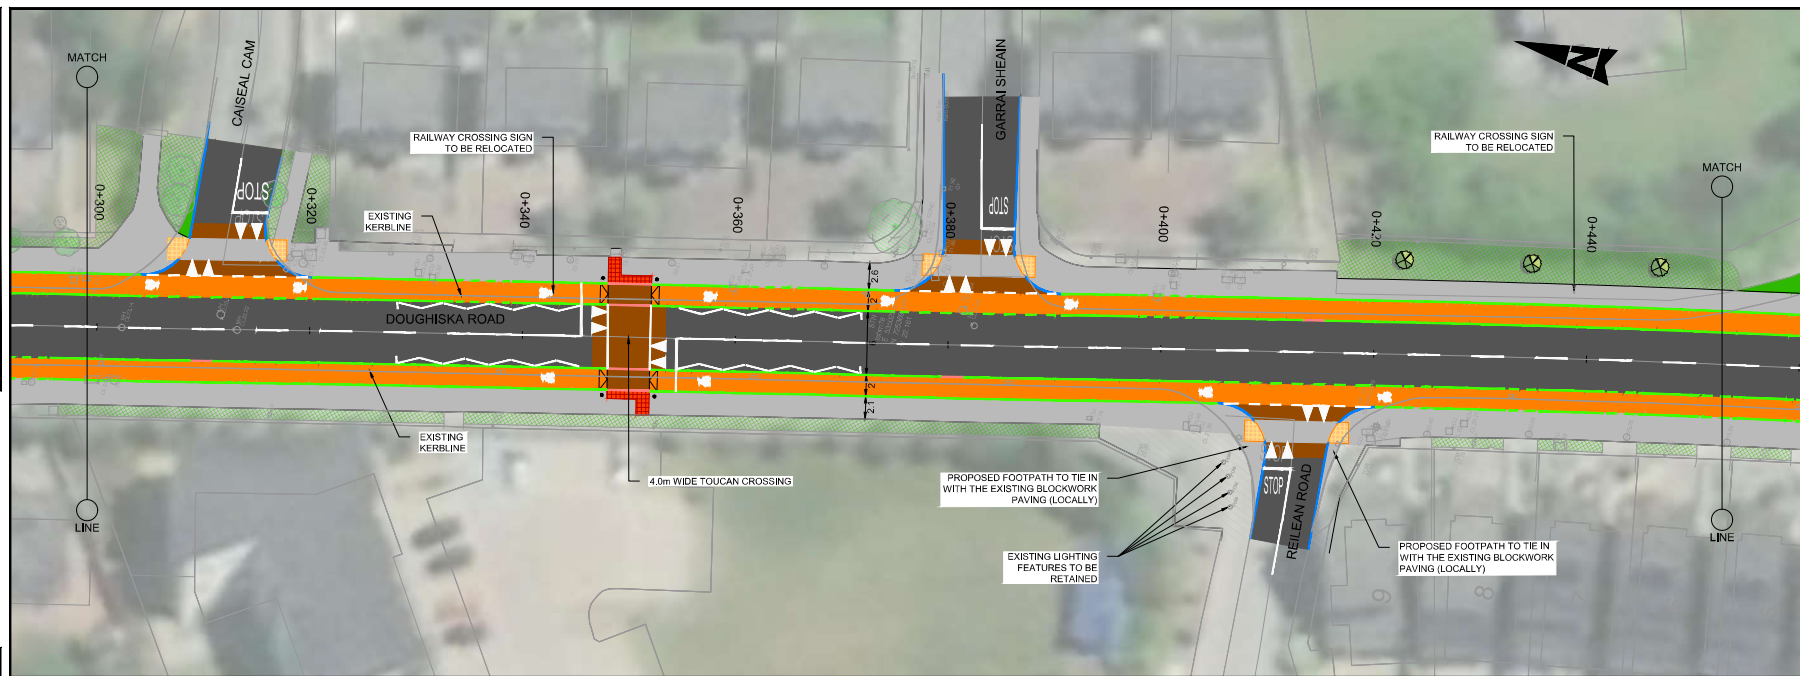 MATCH
CAISEAL CAM
GARRAI SHEAIN
N
RAILWAY CROSSING SIGN
TO BE RELOCATED
RAILWAY CROSSING SIGN
TO BE RELOCATED
MATCH
STOP
STOP
0+300
0+320
0+340
0+360
0+380
0+400
0+420
0+440
EXISTING
KERBLINE
2.6
2
DOUGHISKA ROAD
2
2.1
EXISTING
KERBLINE
4.0m WIDE TOUCAN CROSSING
PROPOSED FOOTPATH TO TIE IN
WITH THE EXISTING BLOCKWORK
PAVING (LOCALLY)
STOP
REILEAN ROAD
LINE
LINE
EXISTING LIGHTING
FEATURES TO BE
RETAINED
PROPOSED FOOTPATH TO TIE IN
WITH THE EXISTING BLOCKWORK
PAVING (LOCALLY)
9
8
7